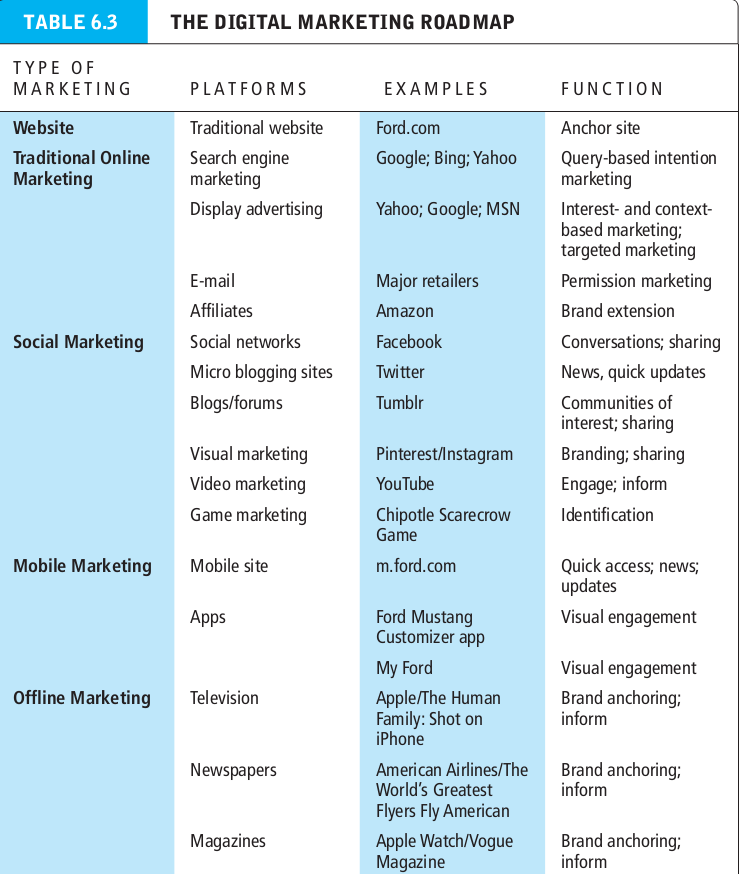 TABLE 6.3 THE DIGITAL MARKETING ROADMAP
TYPE OF
MARKETING PLATFORMS EXAMPLES FUNCTION
Website Traditional website Ford.com Anchor site
Traditional Online Search engine Google; Bing; Yahoo Query-based intention
Marketing marketing marketing
Display advertising Yahoo; Google; MSN Interest- and context-
based marketing;
targeted marketing
E-mail Major retailers Permission marketing
Affiliates Amazon Brand extension
Social Marketing Social networks Facebook Conversations; sharing
Micro blogging sites Twitter News, quick updates
Blogs/forums Tumblr Communities of
interest; sharing
Visual marketing Pinterest/Instagram Branding; sharing
Video marketing YouTube Engage; inform
Game marketing Chipotle Scarecrow Identification
Game
Mobile Marketing Mobile site m.ford.com Quick access; news;
updates
Apps Ford Mustang Visual engagement
Customizer app
My Ford Visual engagement
Offline Marketing Television Apple/The Human Brand anchoring;
Family: Shot on inform
iPhone
Newspapers American Airlines/The Brand anchoring;
World's Greatest inform
Flyers Fly American
Magazines Apple Watch/Vogue Brand anchoring;
Magazine inform